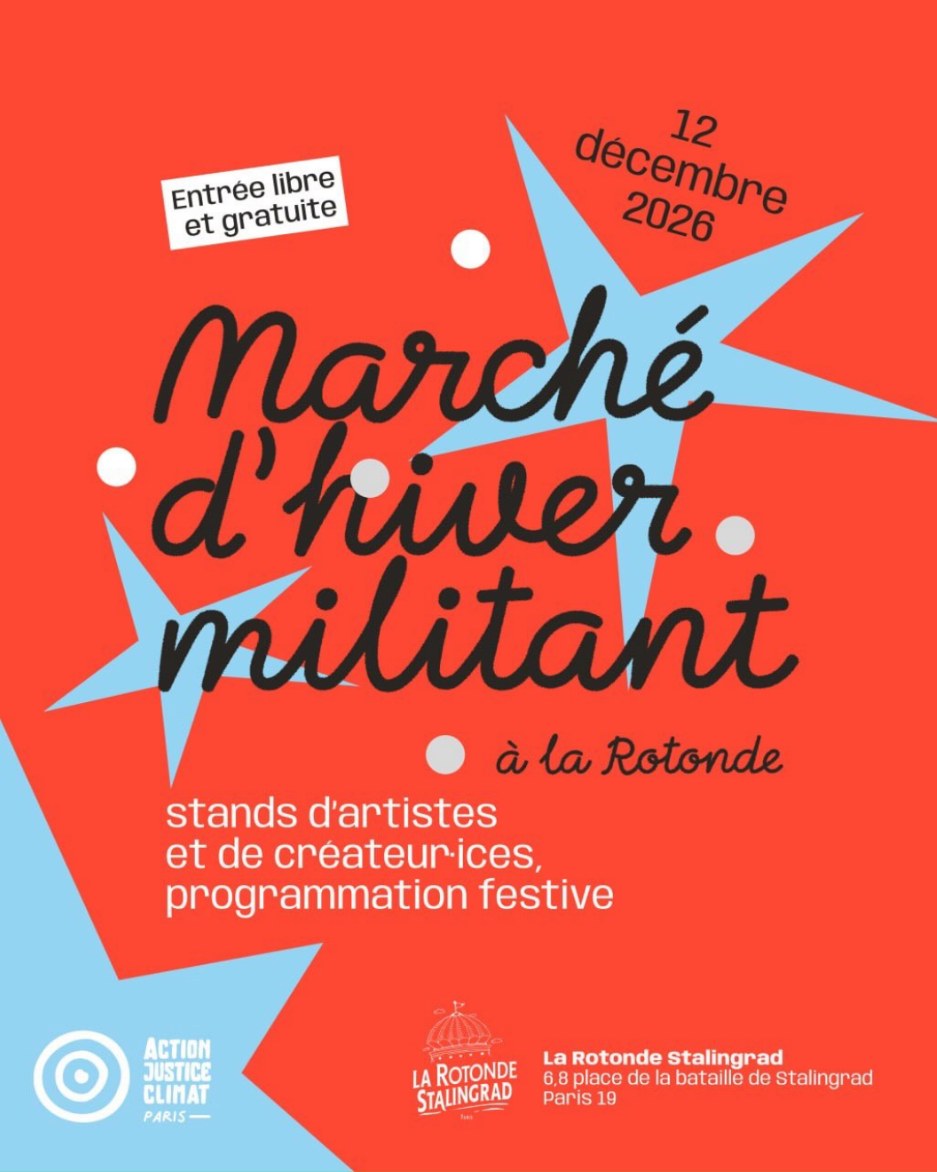 12
décembre
2026
Entrée libre
et gratuite
Marché
d'hiver
militant
à la Rotonde
stands d'artistes
et de créateur·ices,
programmation festive
ACTION
JUSTICE
CLIMAT
PARIS
LA ROTONDE
STALINGRAD
Paris
La Rotonde Stalingrad
6,8 place de la bataille de Stalingrad
Paris 19